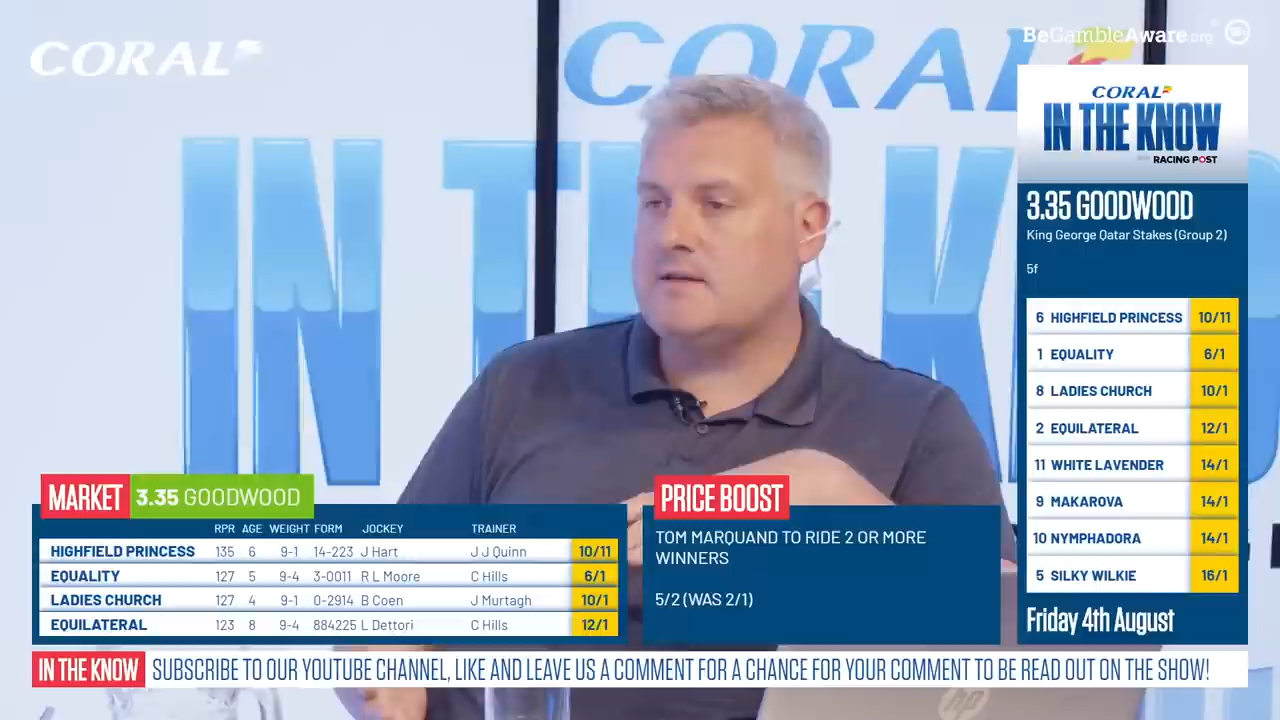 CORAL
BeGambleAware.org
CORAL
IN THE KNOW
CORAL
IN THE KNOW
RACING POST
3.35 GOODWOOD
King George Qatar Stakes (Group 2)
5f
6 HIGHFIELD PRINCESS 10/11
1 EQUALITY 6/1
8 LADIES CHURCH 10/1
2 EQUILATERAL 12/1
11 WHITE LAVENDER 14/1
9 MAKAROVA 14/1
10 NYMPHADORA 14/1
5 SILKY WILKIE 16/1
Friday 4th August
MARKET 3.35 GOODWOOD
RPR AGE WEIGHT FORM JOCKEY TRAINER
HIGHFIELD PRINCESS 135 6 9-1 14-223 J Hart J J Quinn 10/11
EQUALITY 127 5 9-4 3-0011 R L Moore C Hills 6/1
LADIES CHURCH 127 4 9-1 0-2914 B Coen J Murtagh 10/1
EQUILATERAL 123 8 9-4 884225 L Dettori C Hills 12/1
PRICE BOOST
TOM MARQUAND TO RIDE 2 OR MORE
WINNERS
5/2 (WAS 2/1)
hp
IN THE KNOW SUBSCRIBE TO OUR YOUTUBE CHANNEL, LIKE AND LEAVE US A COMMENT FOR A CHANCE FOR YOUR COMMENT TO BE READ OUT ON THE SHOW!